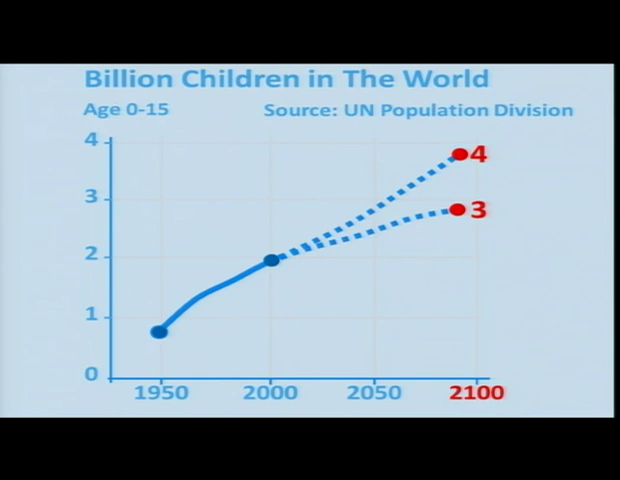 Billion Children in The World
Age 0-15 Source: UN Population Division
4
4
3
3
2
1
0
1950 2000 2050 2100